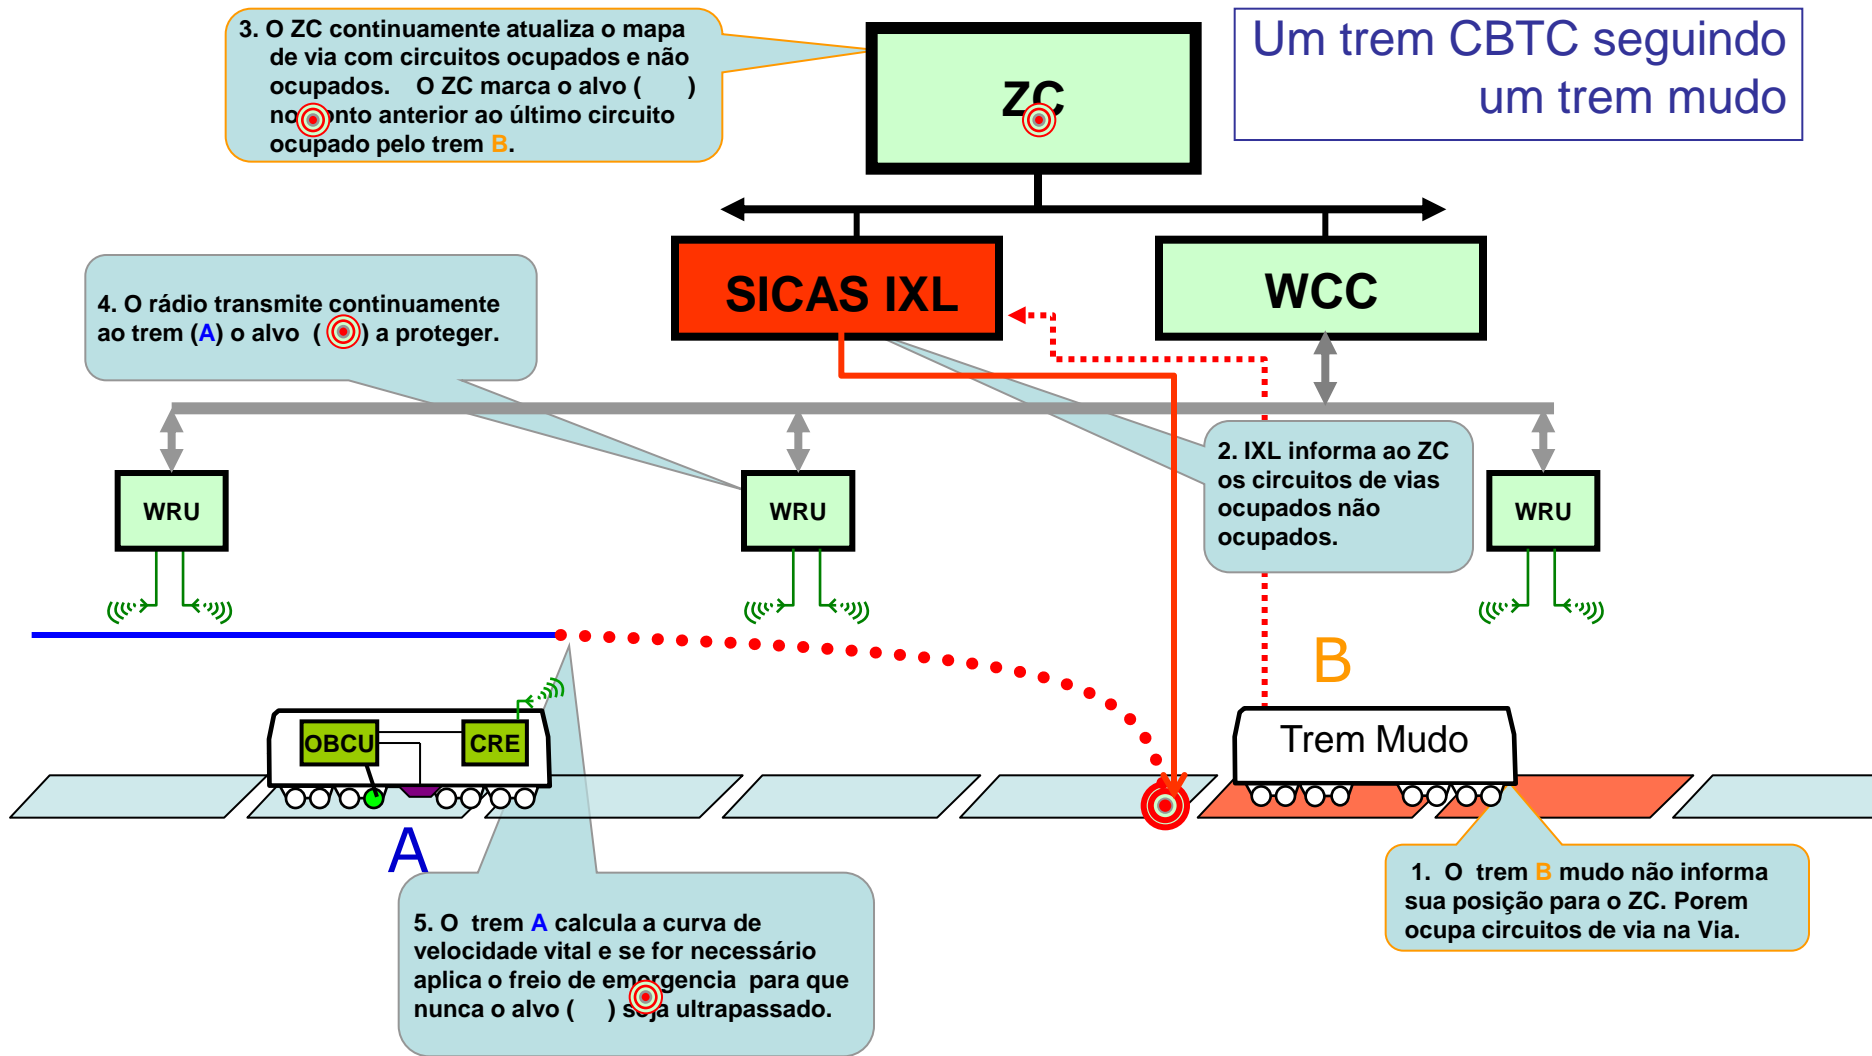 Um trem CBTC seguindo
um trem mudo
3. O ZC continuamente atualiza o mapa
de via com circuitos ocupados e não
ocupados. O ZC marca o alvo ( )
no ponto anterior ao último circuito
ocupado pelo trem B.
ZC
SICAS IXL
WCC
4. O rádio transmite continuamente
ao trem (A) o alvo ( ) a proteger.
2. IXL informa ao ZC
os circuitos de vias
ocupados não
ocupados.
WRU
WRU
WRU
B
OBCU
CRE
Trem Mudo
A
1. O trem B mudo não informa
sua posição para o ZC. Porem
ocupa circuitos de via na Via.
5. O trem A calcula a curva de
velocidade vital e se for necessário
aplica o freio de emergencia para que
nunca o alvo ( ) seja ultrapassado.